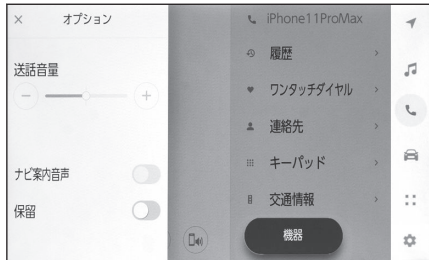 × オプション
送話音量
− +
ナビ案内音声
保留
iPhone11ProMax
履歴
ワンタッチダイヤル
連絡先
キーパッド
交通情報
機器